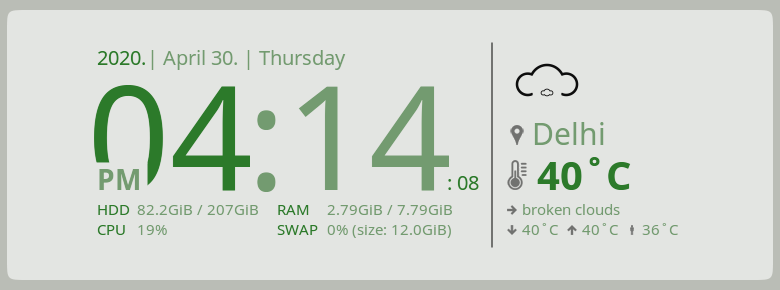 2020.| April 30. | Thursday
04:14
PM
: 08
HDD 82.2GiB / 207GiB RAM 2.79GiB / 7.79GiB
CPU 19% SWAP 0% (size: 12.0GiB)
Delhi
40˚C
broken clouds
40˚C 40˚C 36˚C